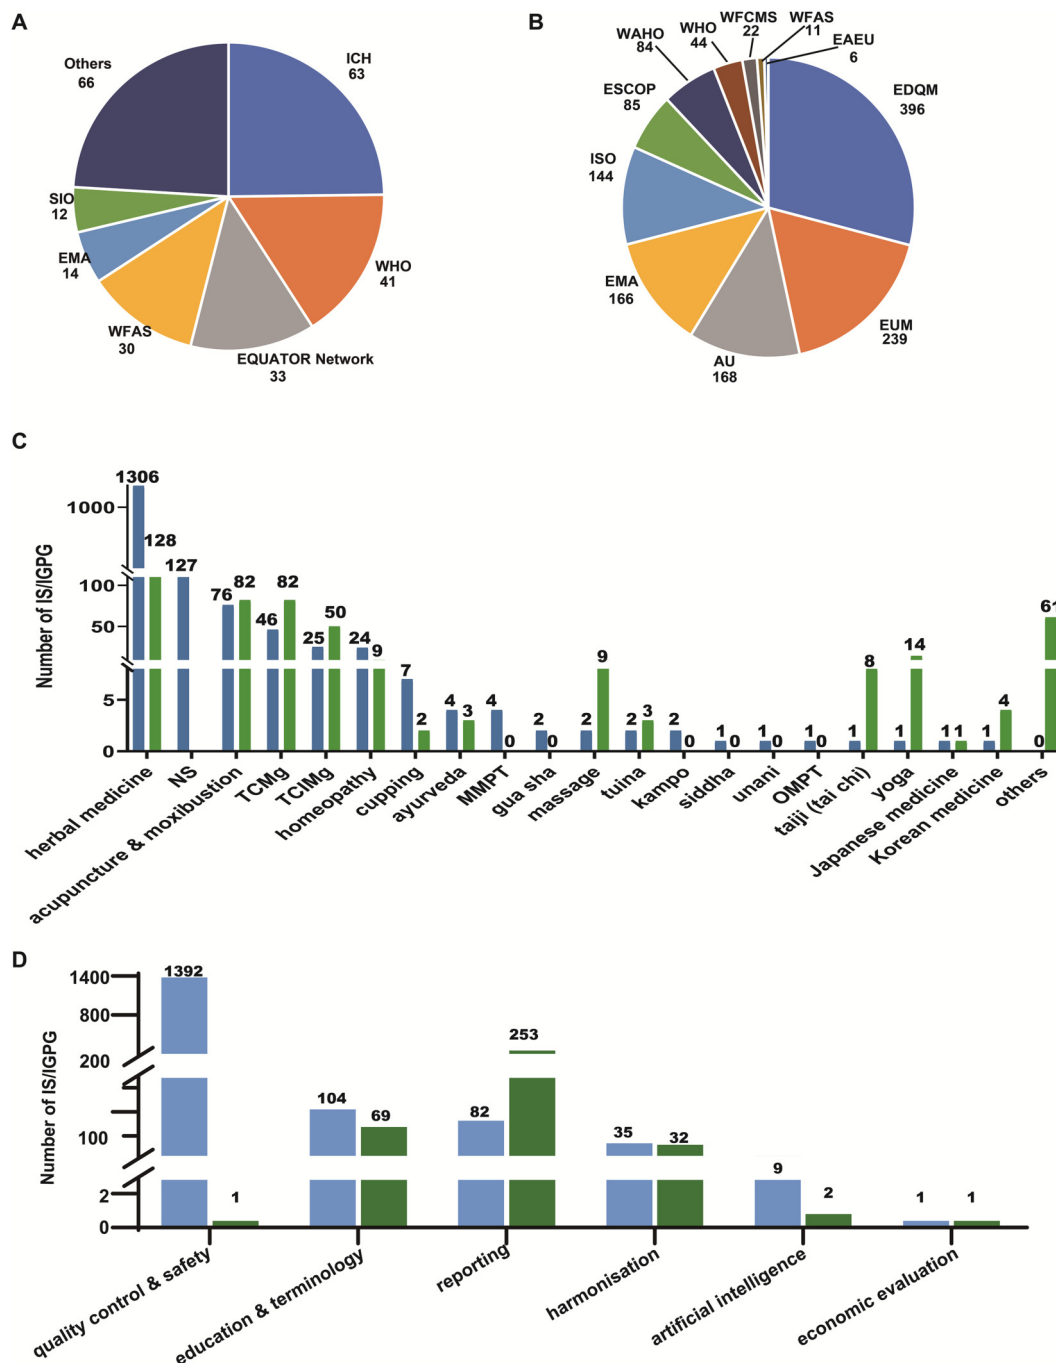 A
ICH
63
WHO
41
EQUATOR Network
33
WFAS
30
EMA
14
SIO
12
Others
66
B
EDQM
396
EUM
239
AU
168
EMA
166
ISO
144
ESCOP
85
WAHO
84
WHO
44
WFCMS
22
WFAS
11
EAEU
6
C
Number of IS/IGPG
1000
100
50
5
0
1306 128
127
76 82
46 82
25 50
24 9
7 2
4 3
4 0
2 0
2 9
2 3
2 0
1 0
1 0
1 0
1 8
1 14
1 1
1 4
0 61
herbal medicine
NS
acupuncture & moxibustion
TCMg
TCIMg
homeopathy
cupping
ayurveda
MMPT
gua sha
massage
tuina
kampo
siddha
unani
OMPT
taiji (tai chi)
yoga
Japanese medicine
Korean medicine
others
D
Number of IS/IGPG
1400
800
200
100
2
0
1392 1
104 69
82 253
35 32
9 2
1 1
quality control & safety
education & terminology
reporting
harmonisation
artificial intelligence
economic evaluation